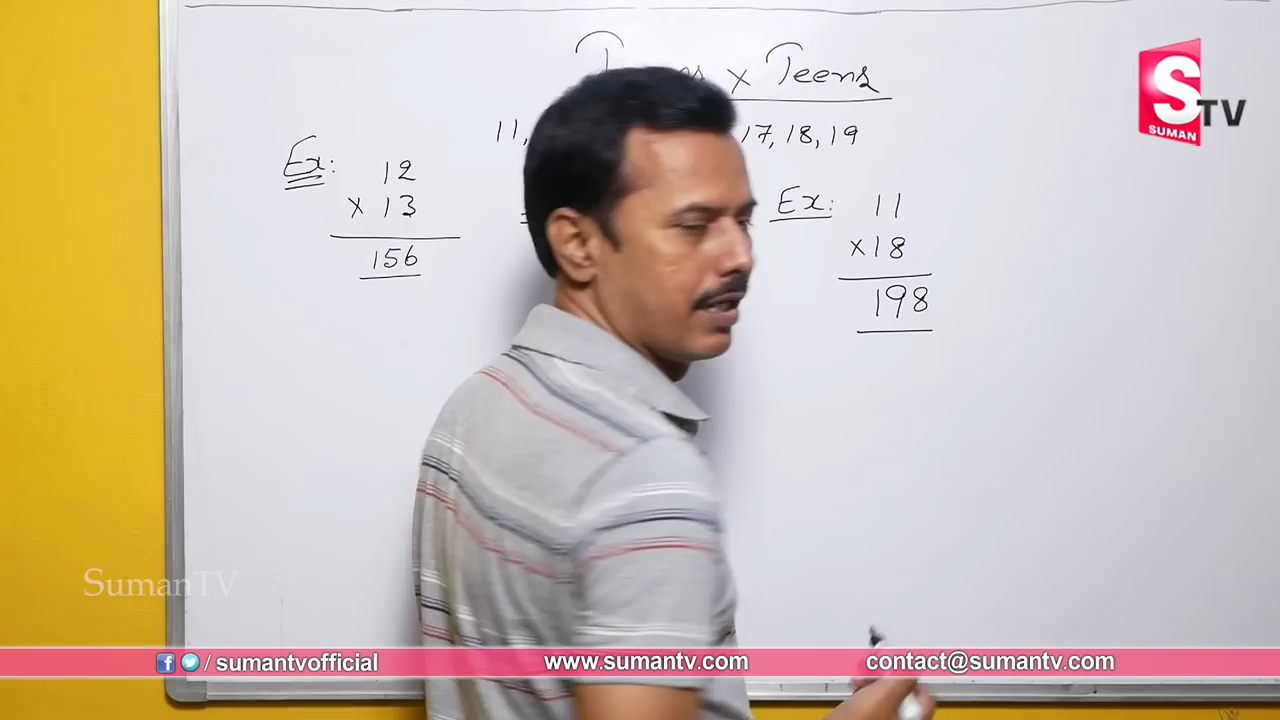 x Teens
11,
17, 18, 19
Ex:
12
x 13
156
Ex:
11
x18
198
S TV
SUMAN
SumanTV
/ sumantvofficial
www.sumantv.com
contact@sumantv.com